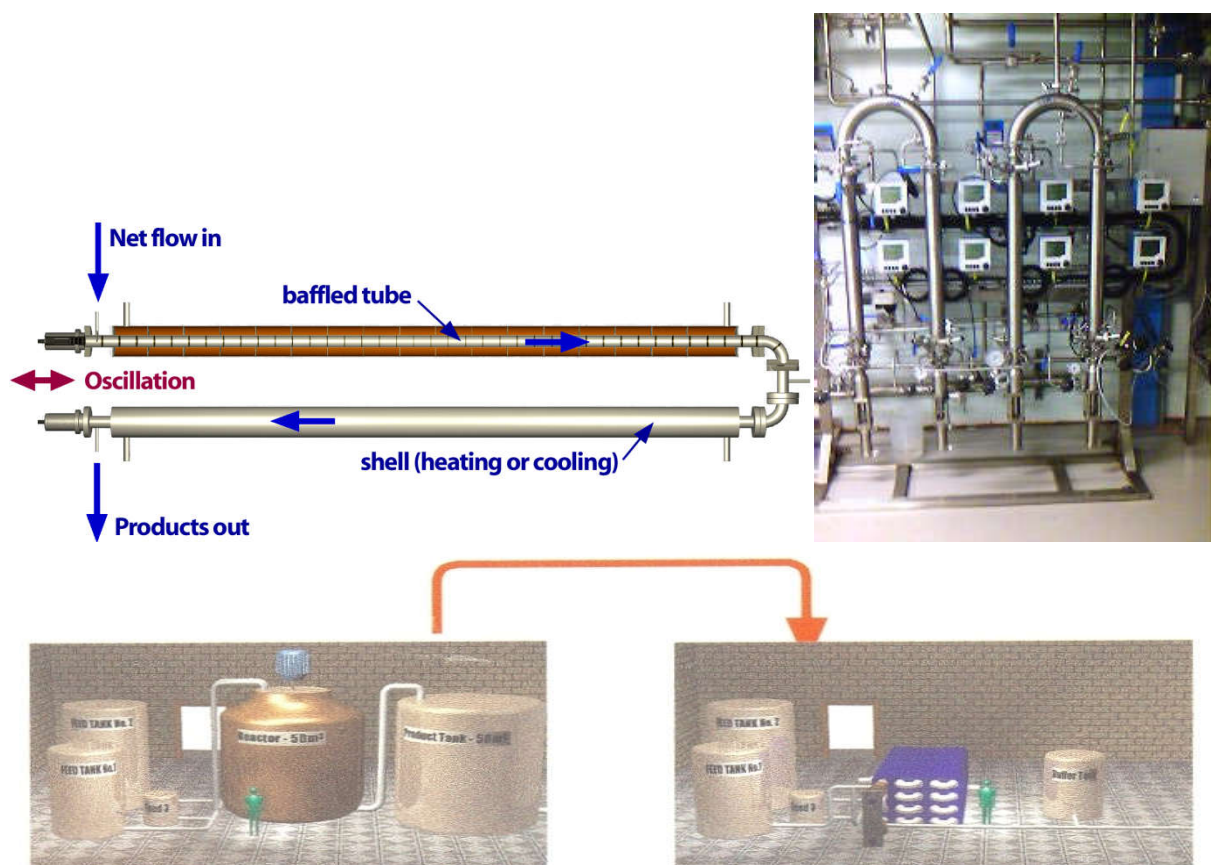 Net flow in
baffled tube
Oscillation
shell (heating or cooling)
Products out
FEED TANK No. 2
FEED TANK No.1
Reactor - 50m³
Product Tank - 50m³
FEED TANK No. 2
FEED TANK No.1
Buffer Tank